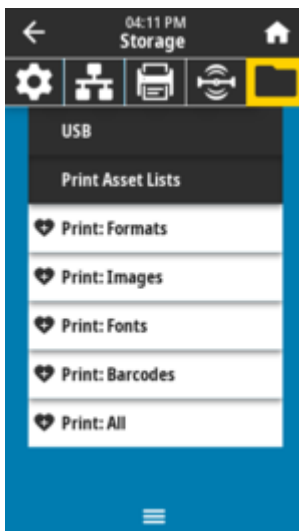 04:11 PM
Storage
USB
Print Asset Lists
Print: Formats
Print: Images
Print: Fonts
Print: Barcodes
Print: All